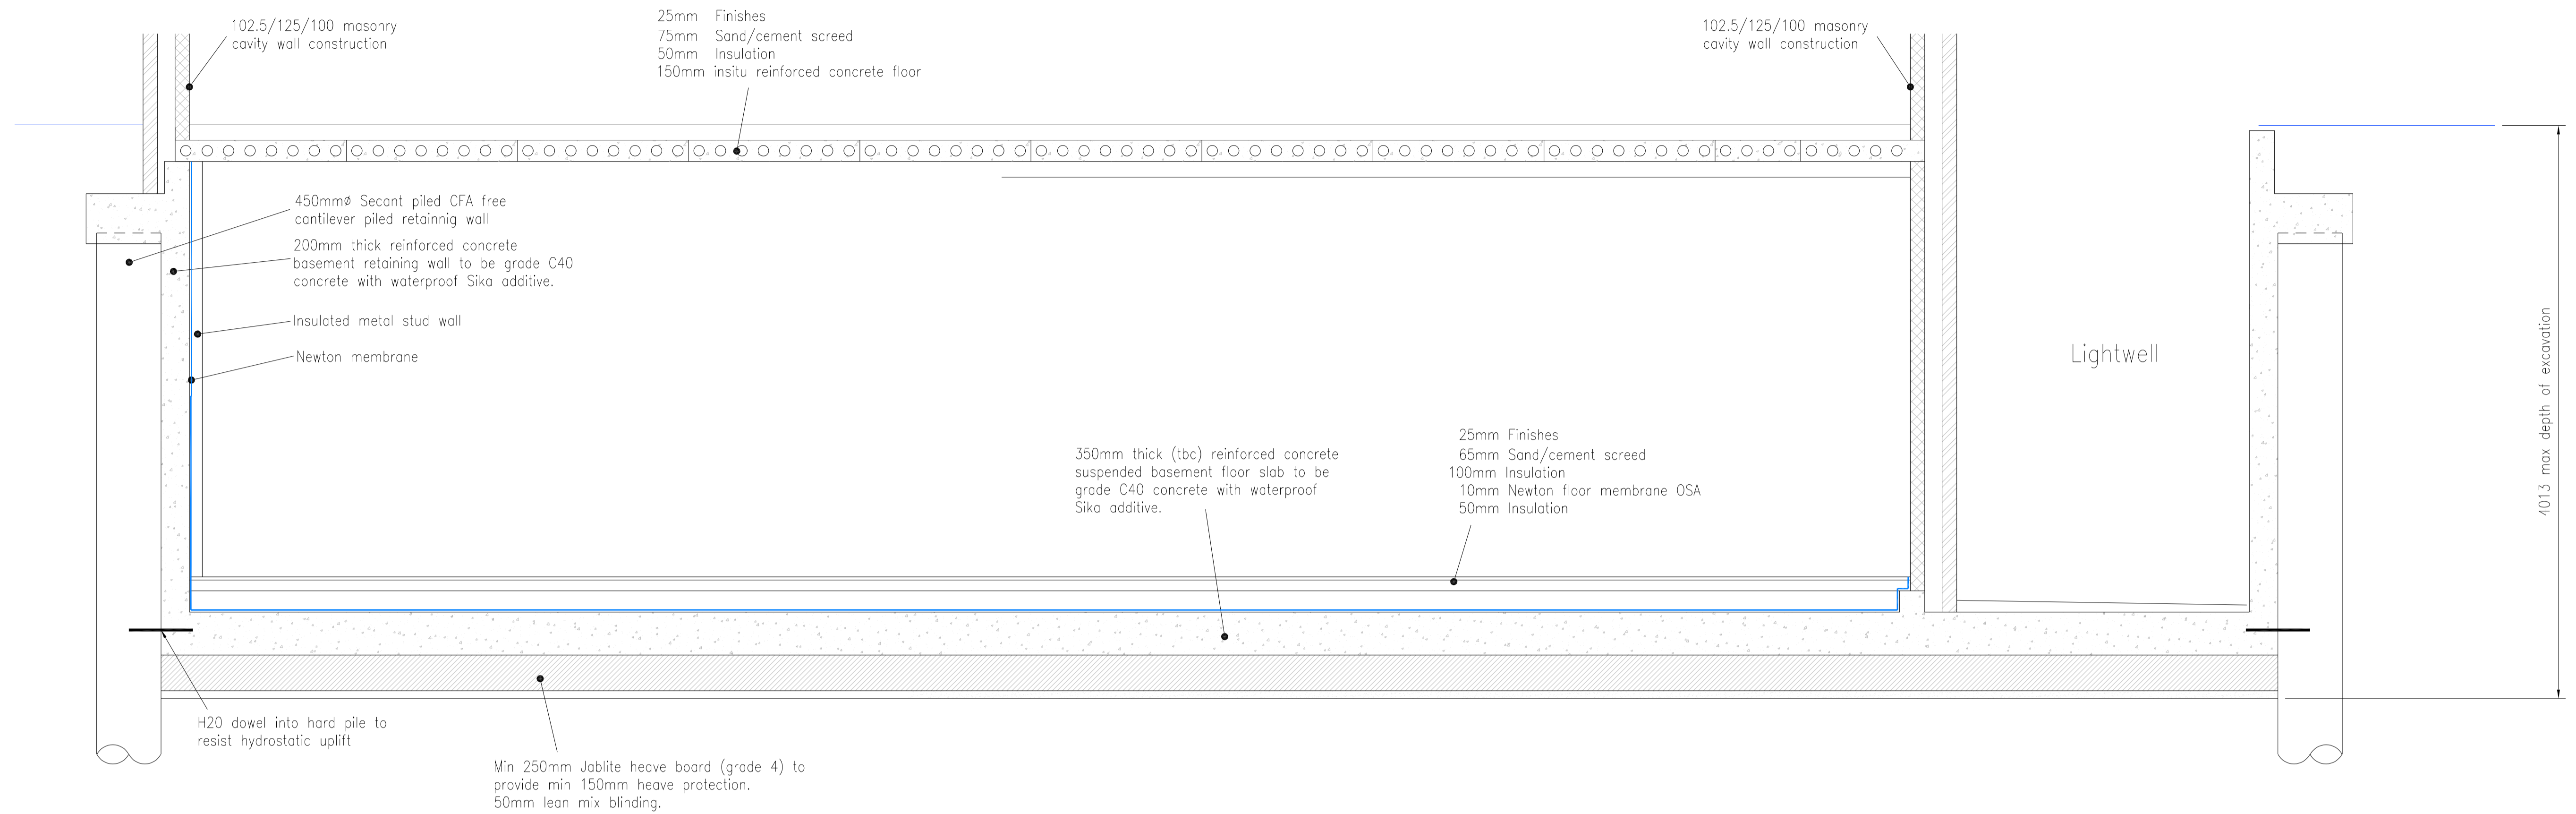 102.5/125/100 masonry
cavity wall construction
25mm Finishes
75mm Sand/cement screed
50mm Insulation
150mm insitu reinforced concrete floor
102.5/125/100 masonry
cavity wall construction
450mmø Secant piled CFA free
cantilever piled retainnig wall
200mm thick reinforced concrete
basement retaining wall to be grade C40
concrete with waterproof Sika additive.
Insulated metal stud wall
Newton membrane
Lightwell
4013 max depth of excavation
350mm thick (tbc) reinforced concrete
suspended basement floor slab to be
grade C40 concrete with waterproof
Sika additive.
25mm Finishes
65mm Sand/cement screed
100mm Insulation
10mm Newton floor membrane OSA
50mm Insulation
H20 dowel into hard pile to
resist hydrostatic uplift
Min 250mm Jablite heave board (grade 4) to
provide min 150mm heave protection.
50mm lean mix blinding.